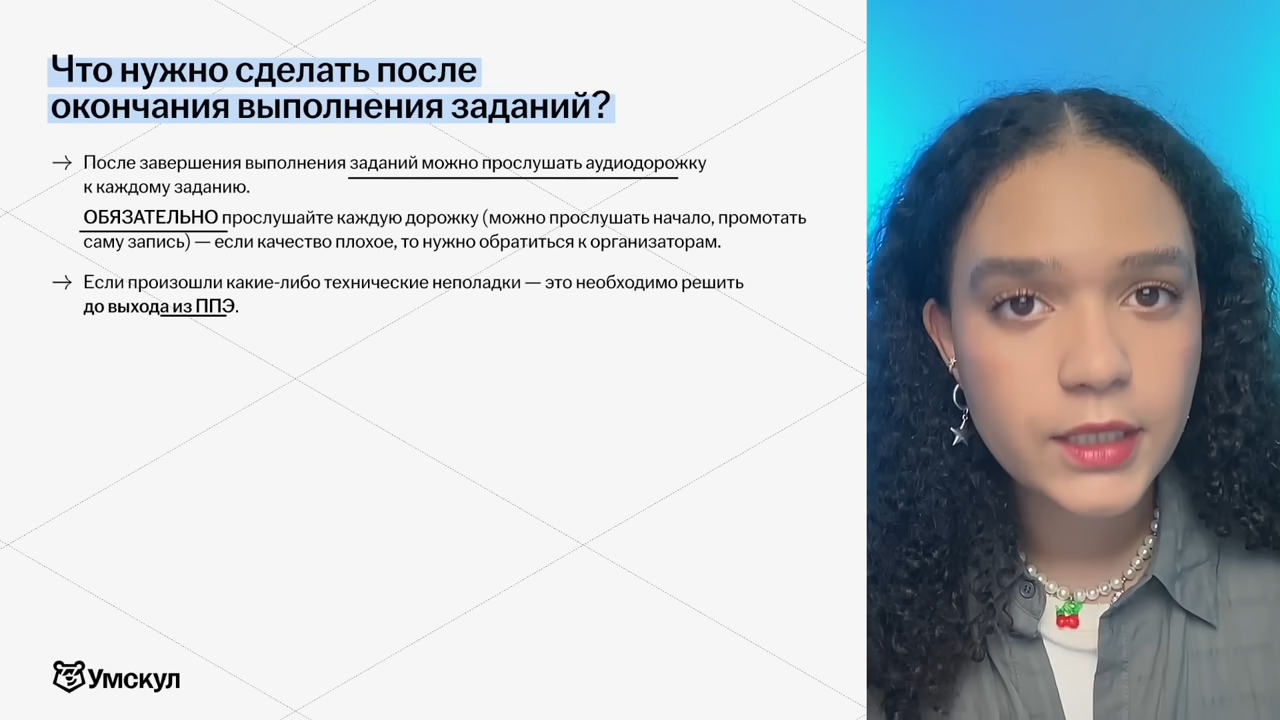 Что нужно сделать после
окончания выполнения заданий?
→ После завершения выполнения заданий можно прослушать аудиодорожку
к каждому заданию.
ОБЯЗАТЕЛЬНО прослушайте каждую дорожку (можно прослушать начало, промотать
саму запись) — если качество плохое, то нужно обратиться к организаторам.
→ Если произошли какие-либо технические неполадки — это необходимо решить
до выхода из ППЭ.
Умскул